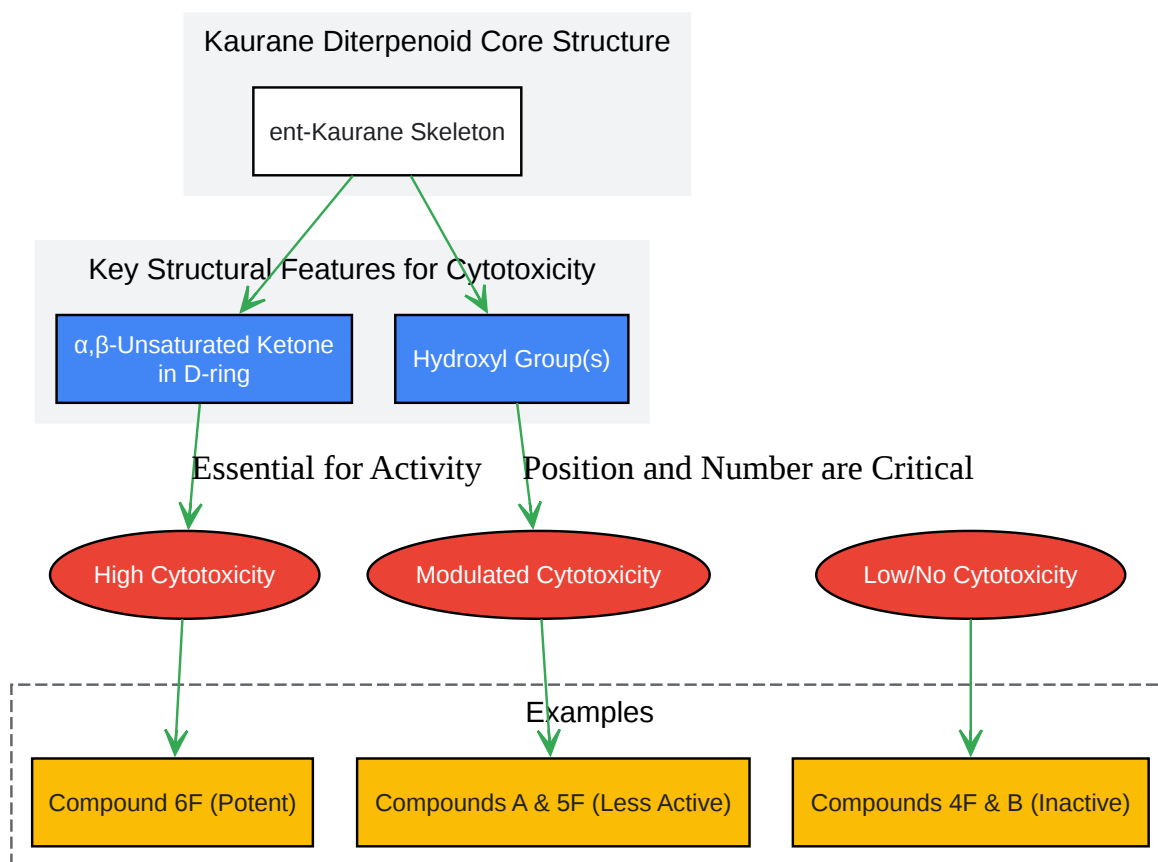 Kaurane Diterpenoid Core Structure
ent-Kaurane Skeleton
Key Structural Features for Cytotoxicity
α,β-Unsaturated Ketone
in D-ring
Hydroxyl Group(s)
Essential for Activity
Position and Number are Critical
High Cytotoxicity
Modulated Cytotoxicity
Low/No Cytotoxicity
Examples
Compound 6F (Potent)
Compounds A & 5F (Less Active)
Compounds 4F & B (Inactive)